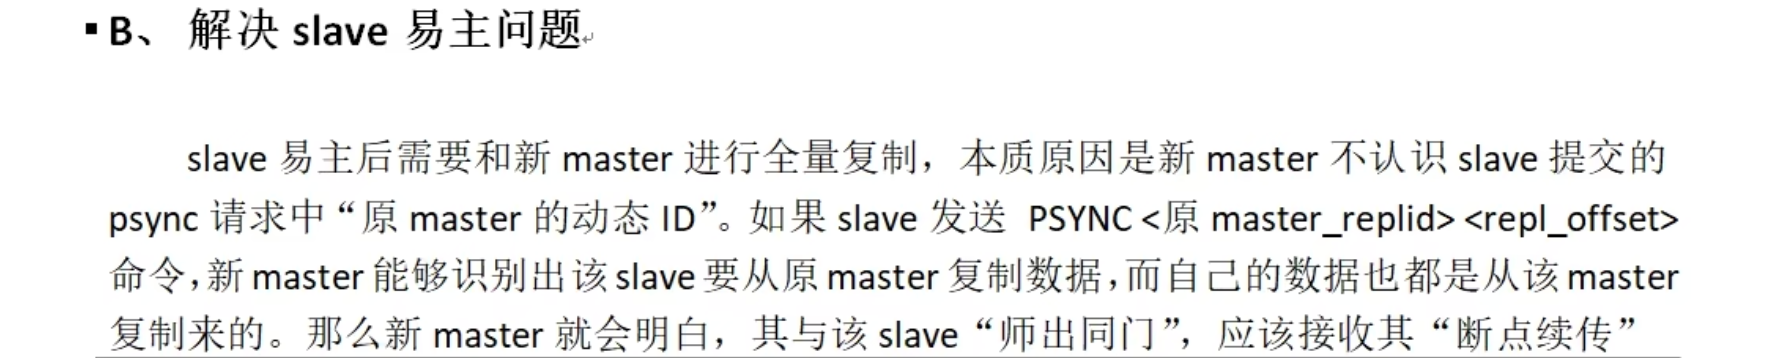 ▪ B、 解决 slave 易主问题
slave 易主后需要和新 master 进行全量复制，本质原因是新 master 不认识 slave 提交的
psync 请求中“原 master 的动态 ID”。如果 slave 发送 PSYNC <原 master_replid> <repl_offset>
命令，新 master 能够识别出该 slave 要从原 master 复制数据，而自己的数据也都是从该 master
复制来的。那么新 master 就会明白，其与该 slave“师出同门”，应该接收其“断点续传”